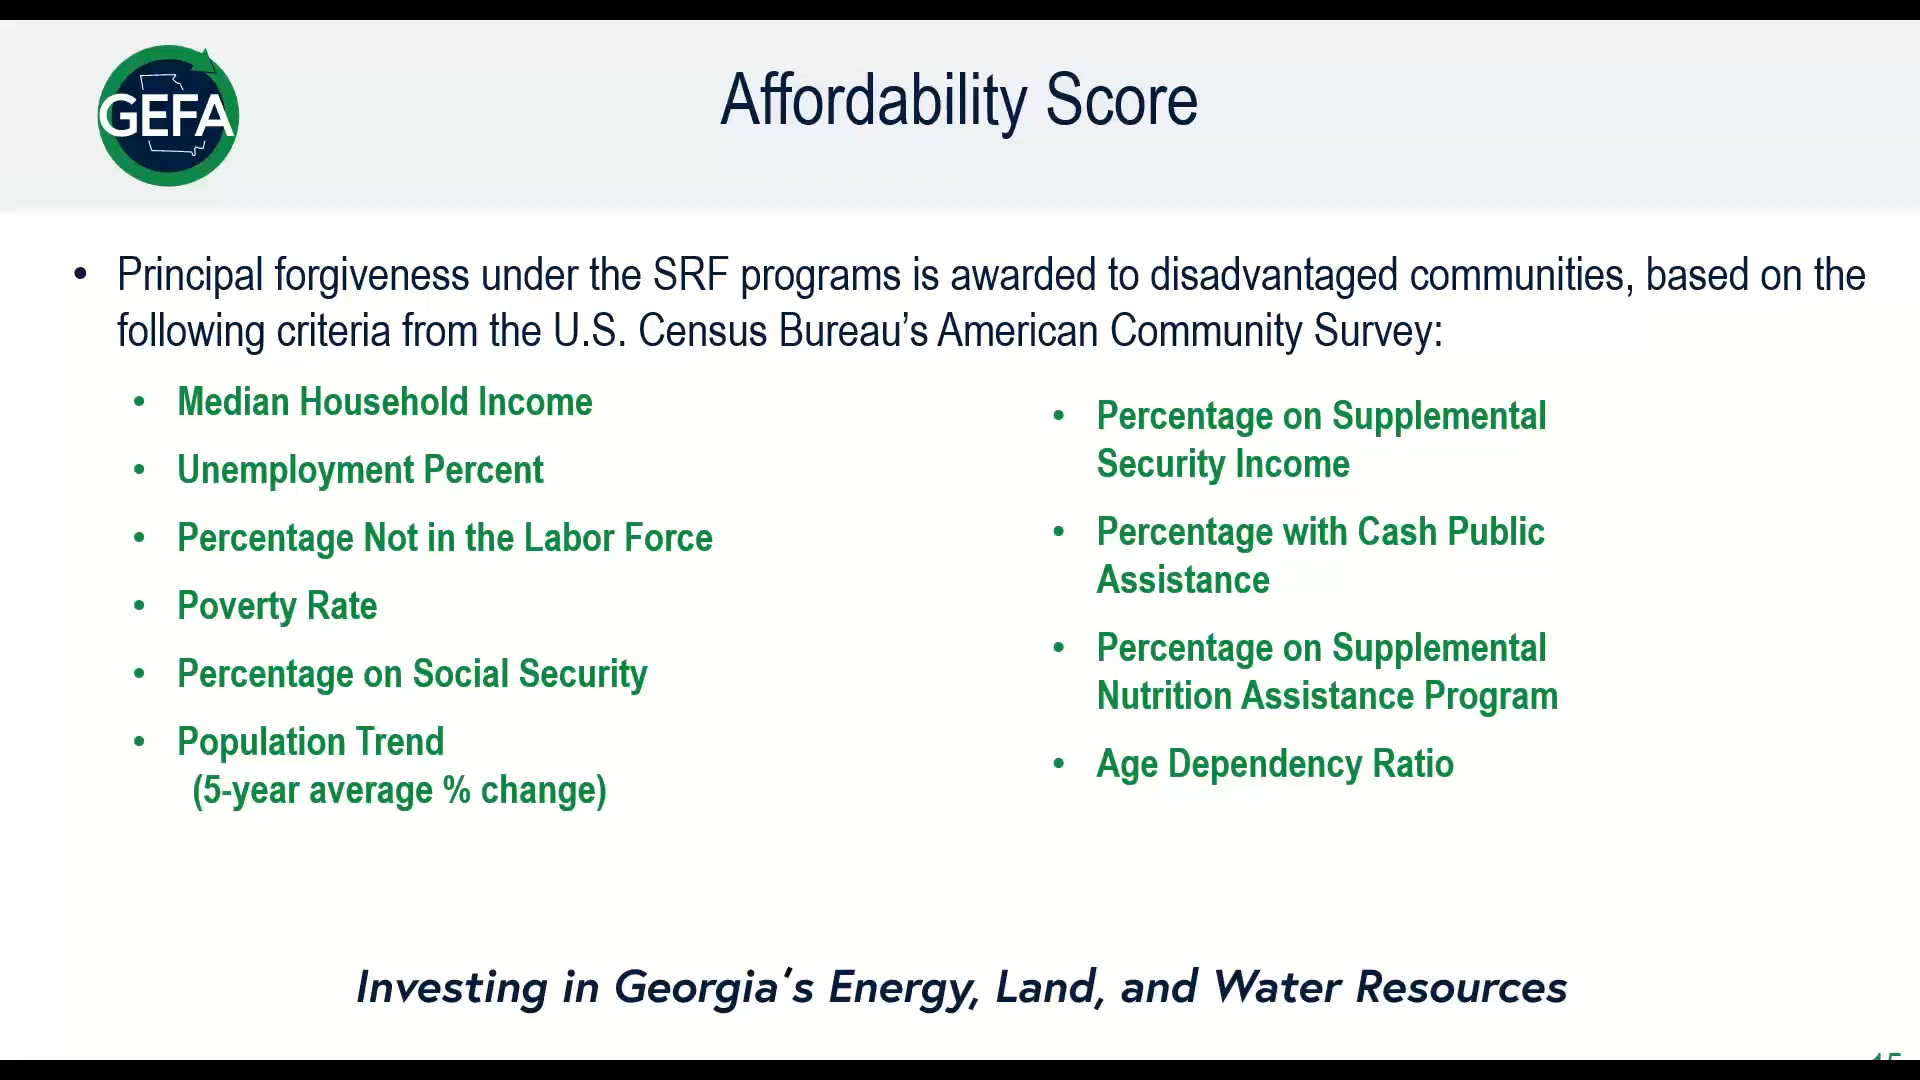 GEFA
Affordability Score
• Principal forgiveness under the SRF programs is awarded to disadvantaged communities, based on the
following criteria from the U.S. Census Bureau’s American Community Survey:
• Median Household Income
• Unemployment Percent
• Percentage Not in the Labor Force
• Poverty Rate
• Percentage on Social Security
• Population Trend
(5-year average % change)
• Percentage on Supplemental
Security Income
• Percentage with Cash Public
Assistance
• Percentage on Supplemental
Nutrition Assistance Program
• Age Dependency Ratio
Investing in Georgia's Energy, Land, and Water Resources